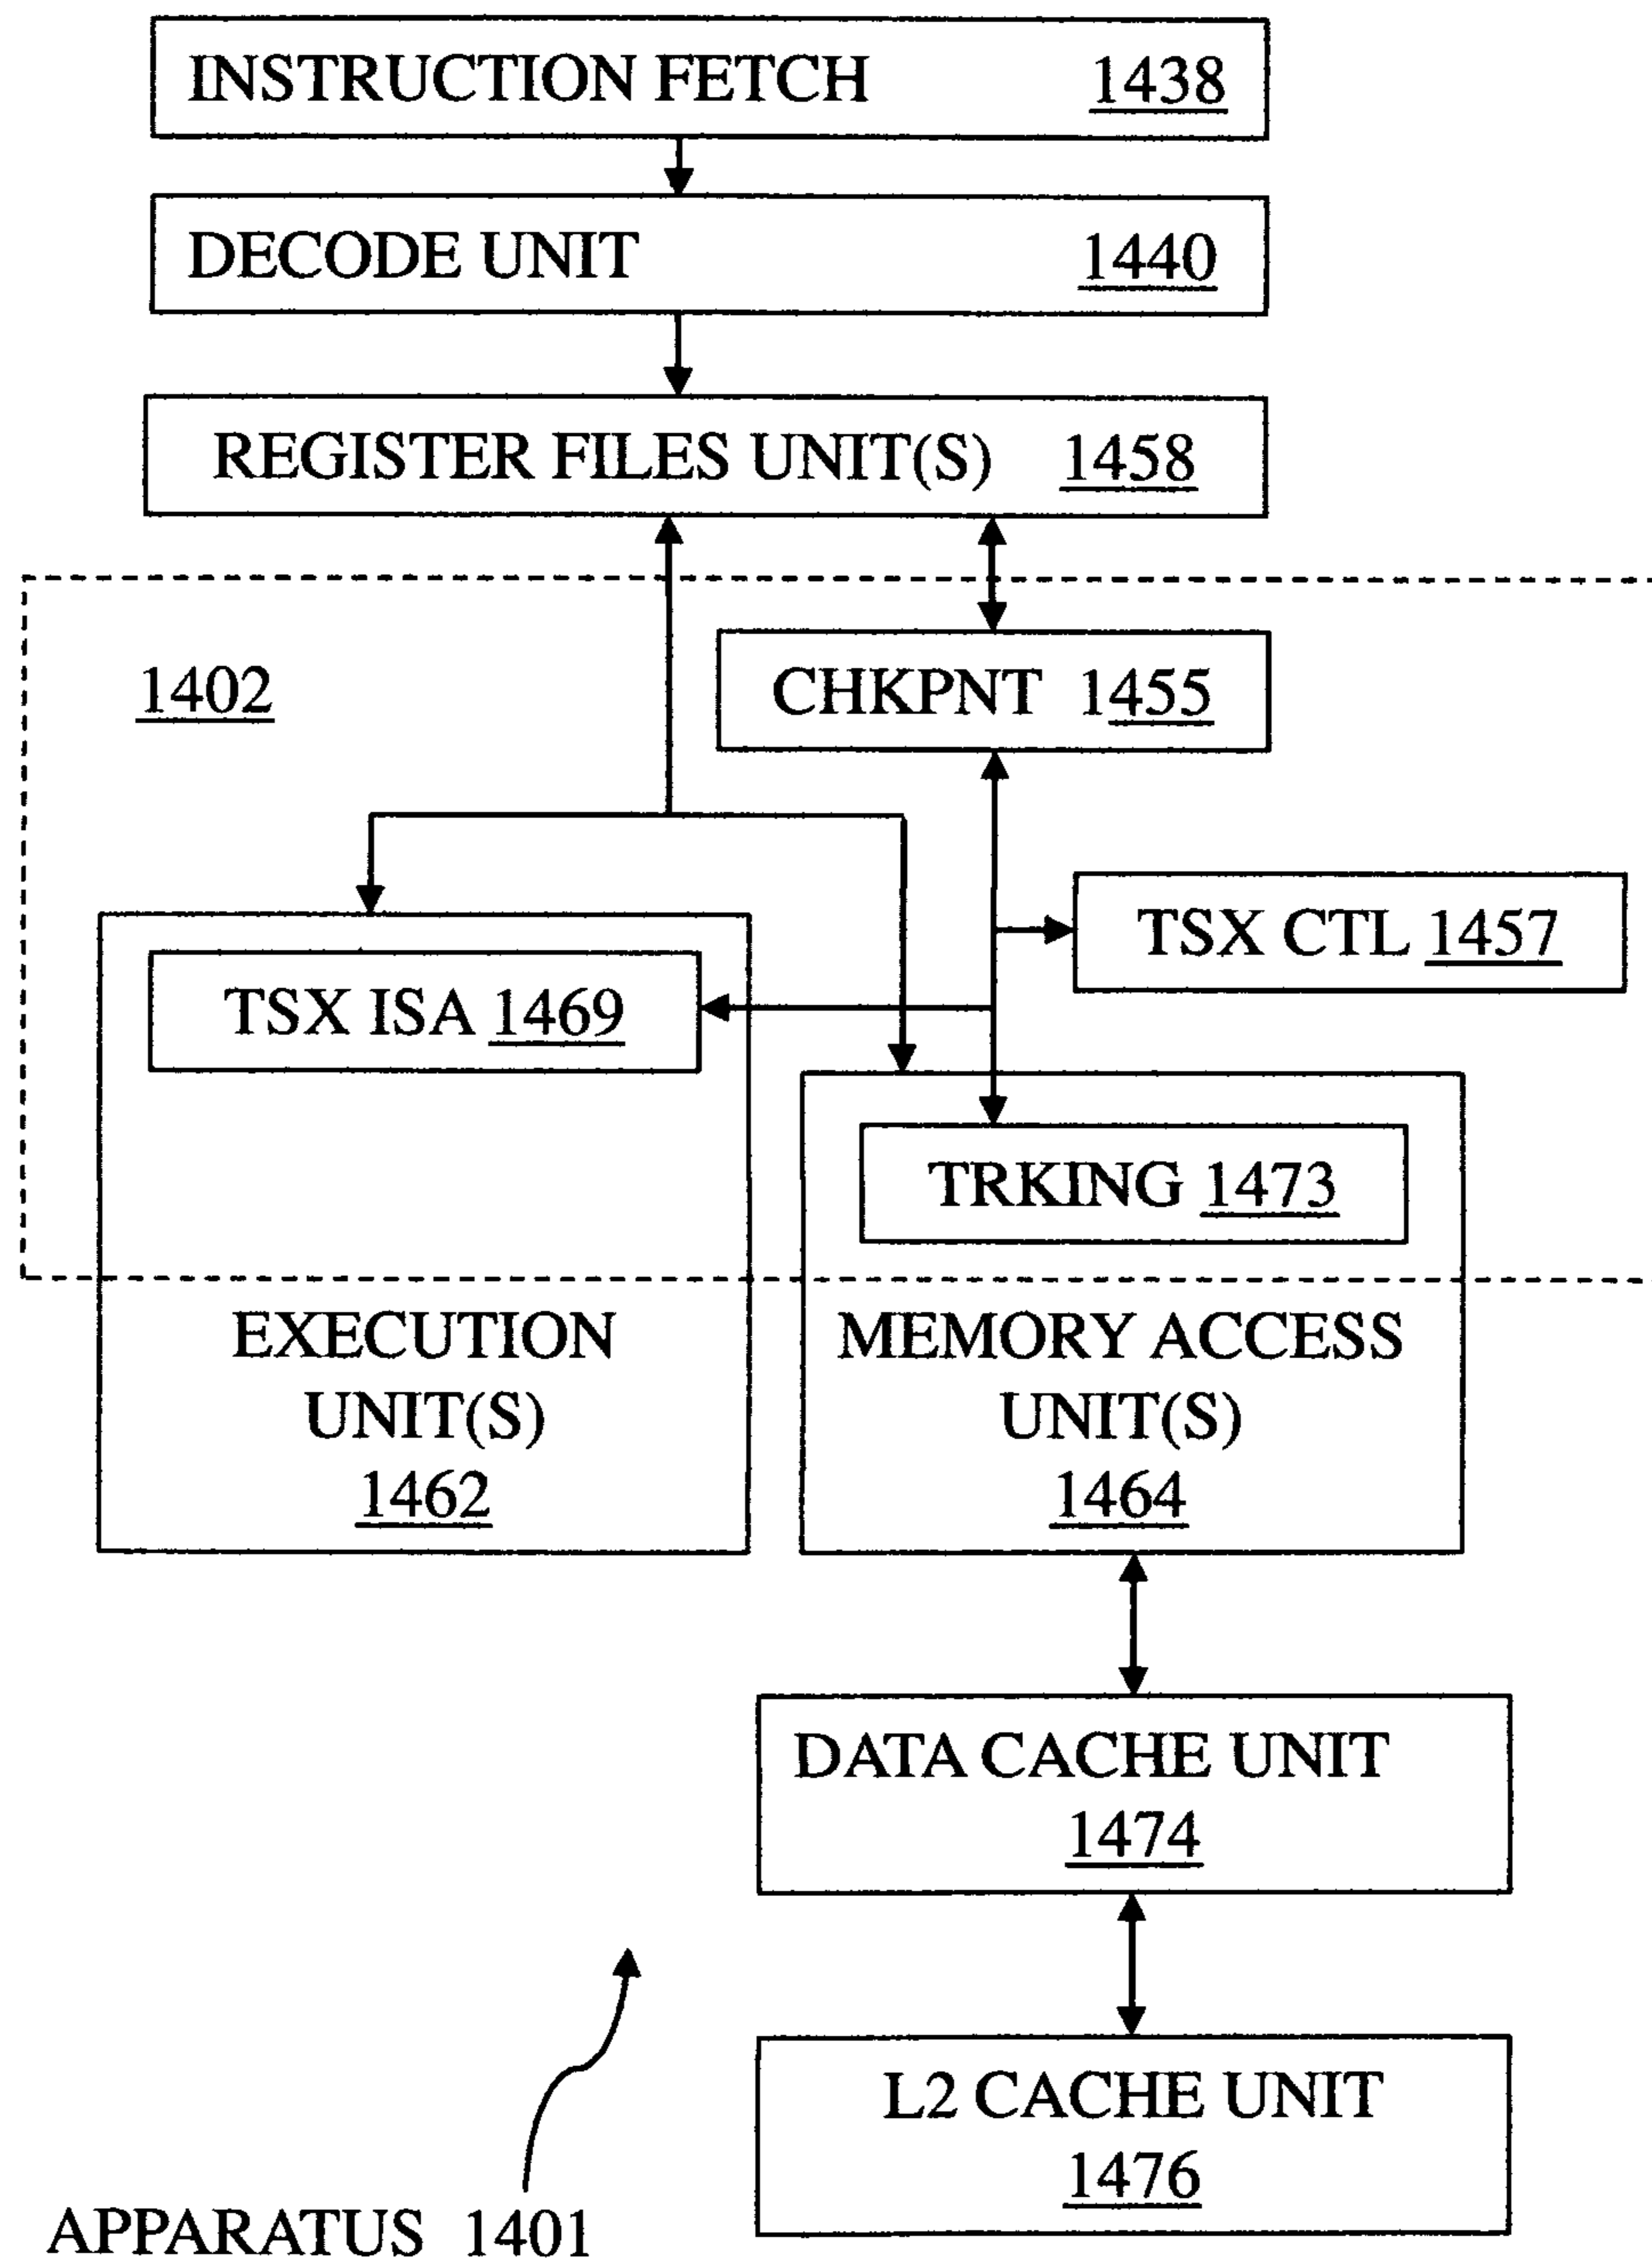 INSTRUCTION FETCH 1438
DECODE UNIT 1440
REGISTER FILES UNIT(S) 1458
1402
CHKPNT 1455
TSX CTL 1457
TSX ISA 1469
TRKING 1473
EXECUTION
UNIT(S)
1462
MEMORY ACCESS
UNIT(S)
1464
DATA CACHE UNIT
1474
L2 CACHE UNIT
1476
APPARATUS 1401